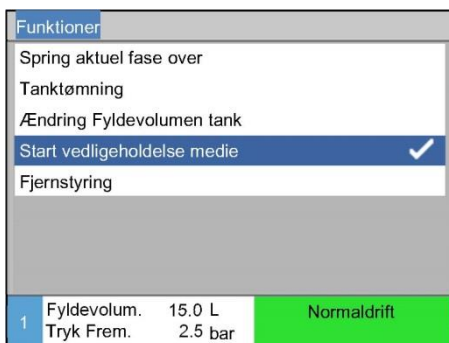 Funktioner
Spring aktuel fase over
Tanktømning
Ændring Fyldevolumen tank
Start vedligeholdelse medie
Fjernstyring
1 Fyldevolum. 15.0 L Normaldrift
Tryk Frem. 2.5 bar